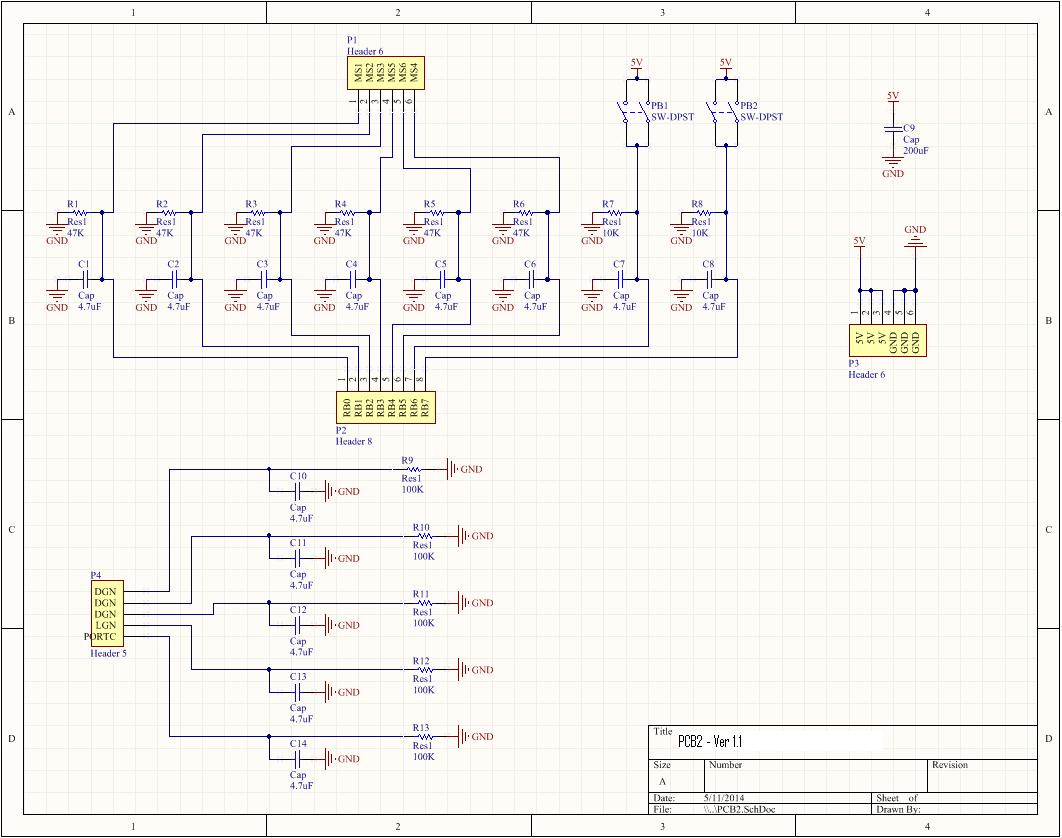 1 2 3 4
P1
Header 6
MS1 MS2 MS3 MS5 MS6 MS4
1 2 3 4 5 6
5V 5V
PB1
SW-DPST
PB2
SW-DPST
5V
C9
Cap
200uF
GND
A A
R1
Res1
47K
GND
R2
Res1
47K
GND
R3
Res1
47K
GND
R4
Res1
47K
GND
R5
Res1
47K
GND
R6
Res1
47K
GND
R7
Res1
10K
GND
R8
Res1
10K
GND
C1
Cap
4.7uF
GND
C2
Cap
4.7uF
GND
C3
Cap
4.7uF
GND
C4
Cap
4.7uF
GND
C5
Cap
4.7uF
GND
C6
Cap
4.7uF
GND
C7
Cap
4.7uF
GND
C8
Cap
4.7uF
GND
GND
5V
1 2 3 4 5 6
5V 5V 5V GND GND GND
P3
Header 6
B B
1 2 3 4 5 6 7 8
RB0 RB1 RB2 RB3 RB4 RB5 RB6 RB7
P2
Header 8
R9
Res1
100K
GND
C10
Cap
4.7uF
GND
C C
R10
Res1
100K
GND
C11
Cap
4.7uF
GND
P4
DGN
DGN
DGN
LGN
PORTC
Header 5
R11
Res1
100K
GND
C12
Cap
4.7uF
GND
R12
Res1
100K
GND
C13
Cap
4.7uF
GND
R13
Res1
100K
GND
C14
Cap
4.7uF
GND
D D
Title
PCB2 - Ver 1.1
Size Number Revision
A
Date: 5/11/2014 Sheet of
File: \\..\PCB2.SchDoc Drawn By:
1 2 3 4